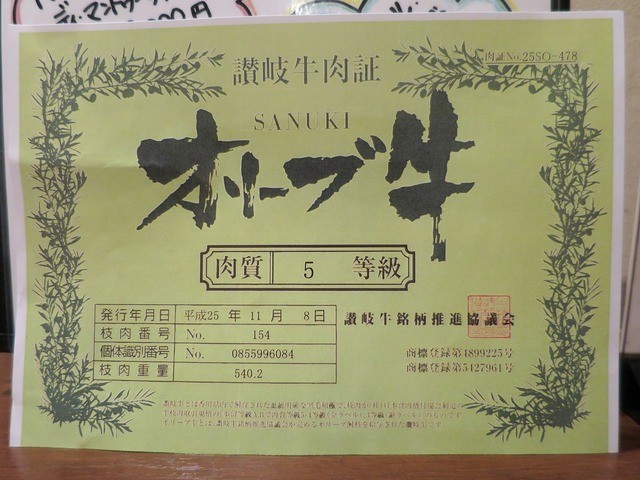 肉証No.25SO-478
讃岐牛肉証
SANUKI
オリーブ牛
肉質 5 等級
発行年月日 平成25 年 11 月 8日
枝肉番号 No. 154
個体識別番号 No. 0855996084
枝肉重量 540.2
讃岐牛銘柄推進協議会
商標登録第4899225号
商標登録第5427961号